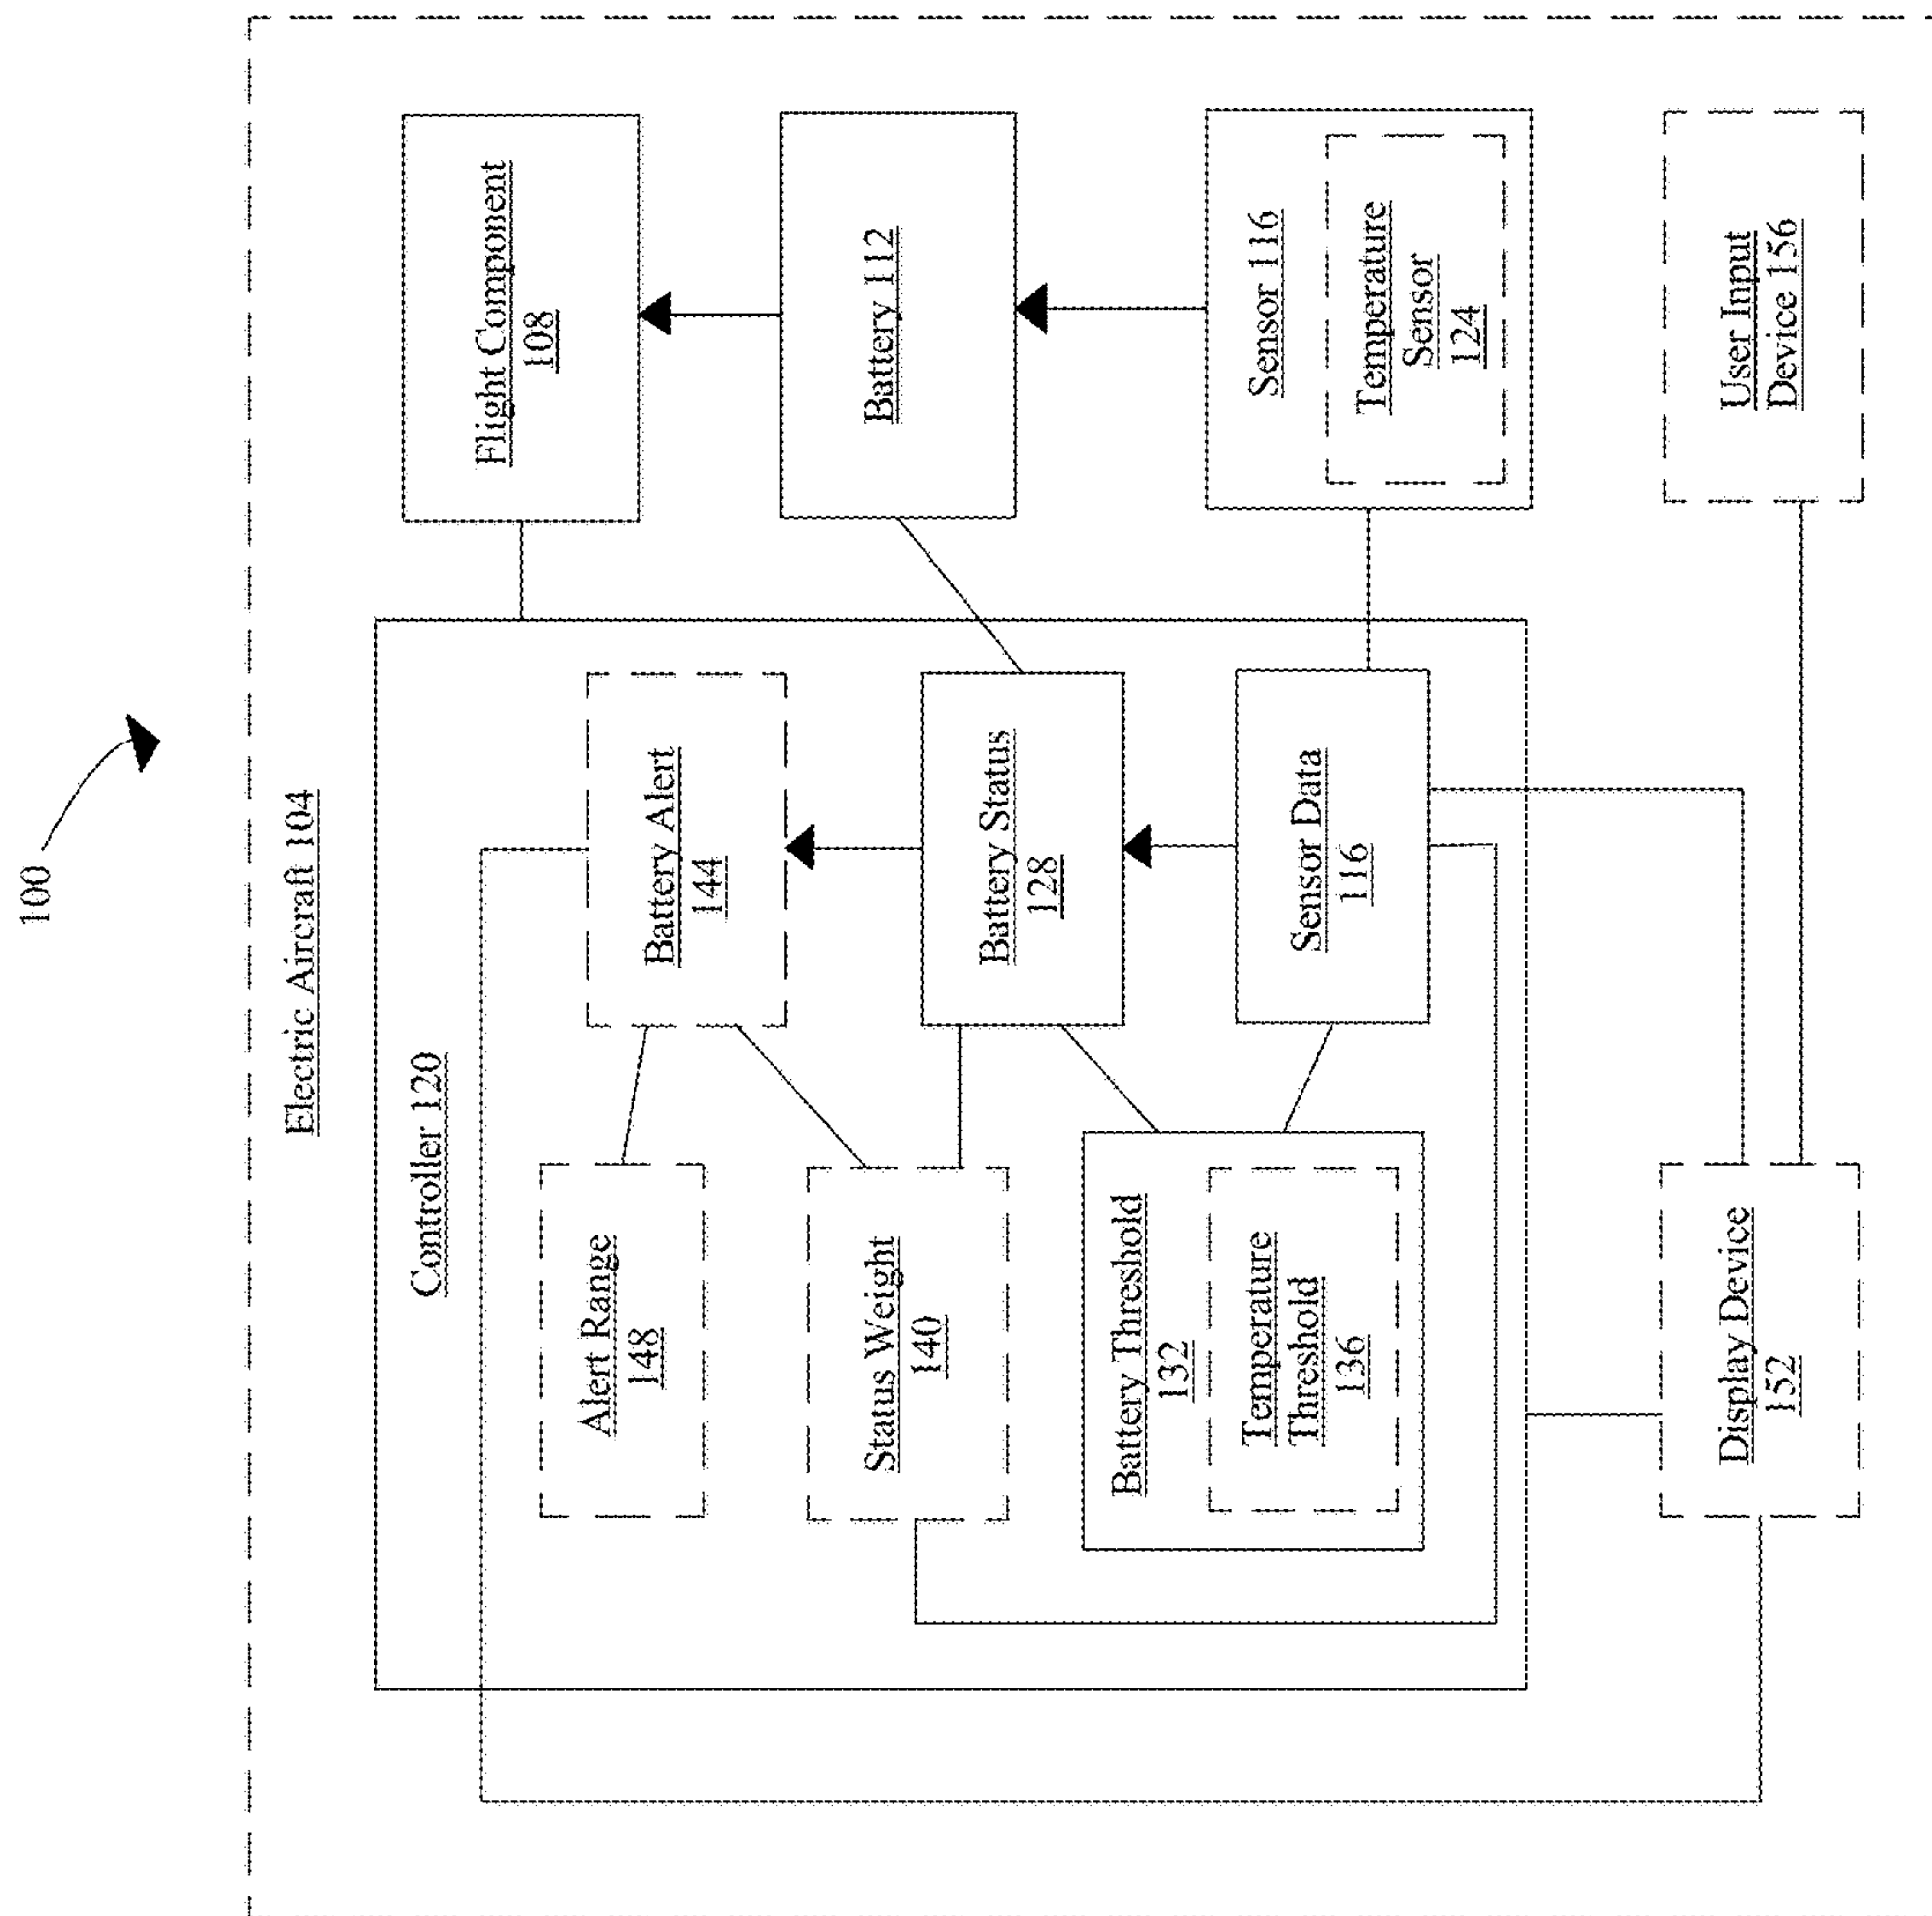 100
Electric Aircraft 104
Controller 120
Alert Range
148
Battery Alert
144
Flight Component
108
Status Weight
140
Battery Status
128
Battery 112
Battery Threshold
132
Temperature
Threshold
136
Sensor Data
116
Sensor 116
Temperature
Sensor
124
Display Device
152
User Input
Device 156